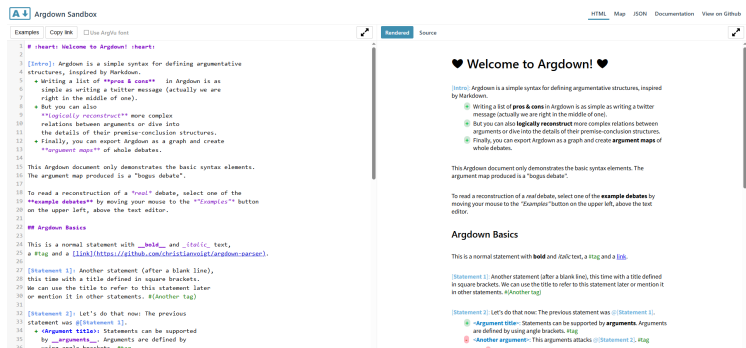 A Argdown Sandbox
HTML Map JSON Documentation View on Github
Examples Copy link Use ArgVu font
Rendered Source
1 # :heart: Welcome to Argdown! :heart:
2
3 [Intro]: Argdown is a simple syntax for defining argumentative
4 structures, inspired by Markdown.
5 + Writing a list of **pros & cons** in Argdown is as
6 simple as writing a twitter message (actually we are
7 right in the middle of one).
8 + But you can also
9 **logically reconstruct** more complex
10 relations between arguments or dive into
11 the details of their premise-conclusion structures.
12 + Finally, you can export Argdown as a graph and create
13 **argument maps** of whole debates.
14
15 This Argdown document only demonstrates the basic syntax elements.
16 The argument map produced is a "bogus debate".
17
18 To read a reconstruction of a *real* debate, select one of the
19 **example debates** by moving your mouse to the *"Examples"* button
20 on the upper left, above the text editor.
21
22 ## Argdown Basics
23
24 This is a normal statement with __bold__ and _italic_ text,
25 a #tag and a [link](https://github.com/christianvoigt/argdown-parser).
26
27 [Statement 1]: Another statement (after a blank line),
28 this time with a title defined in square brackets.
29 We can use the title to refer to this statement later
30 or mention it in other statements. #(Another tag)
31
32 [Statement 2]: Let's do that now: The previous
33 statement was @[Statement 1].
34 + <Argument title>: Statements can be supported
35 by __arguments__. Arguments are defined by
♥ Welcome to Argdown! ♥
[Intro]: Argdown is a simple syntax for defining argumentative structures, inspired
by Markdown.
Writing a list of pros & cons in Argdown is as simple as writing a twitter
message (actually we are right in the middle of one).
But you can also logically reconstruct more complex relations between
arguments or dive into the details of their premise-conclusion structures.
Finally, you can export Argdown as a graph and create argument maps of
whole debates.
This Argdown document only demonstrates the basic syntax elements. The
argument map produced is a "bogus debate".
To read a reconstruction of a real debate, select one of the example debates by
moving your mouse to the "Examples" button on the upper left, above the text
editor.
Argdown Basics
This is a normal statement with bold and italic text, a #tag and a link.
[Statement 1]: Another statement (after a blank line), this time with a title defined
in square brackets. We can use the title to refer to this statement later or mention it
in other statements. #(Another tag)
[Statement 2]: Let's do that now: The previous statement was @[Statement 1].
<Argument title>: Statements can be supported by arguments. Arguments
are defined by using angle brackets. #tag
<Another argument>: This arguments attacks @[Statement 2]. #tag